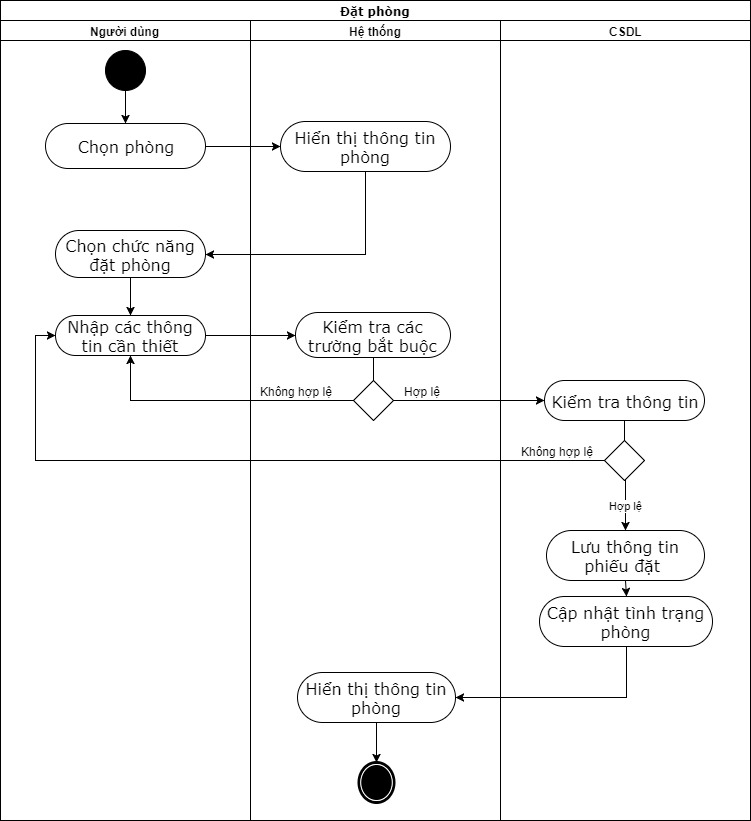 Đặt phòng
Người dùng
Hệ thống
CSDL
Chọn phòng
Hiển thị thông tin
phòng
Chọn chức năng
đặt phòng
Nhập các thông
tin cần thiết
Kiểm tra các
trường bắt buộc
Không hợp lệ
Hợp lệ
Kiểm tra thông tin
Không hợp lệ
Hợp lệ
Lưu thông tin
phiếu đặt
Cập nhật tình trạng
phòng
Hiển thị thông tin
phòng